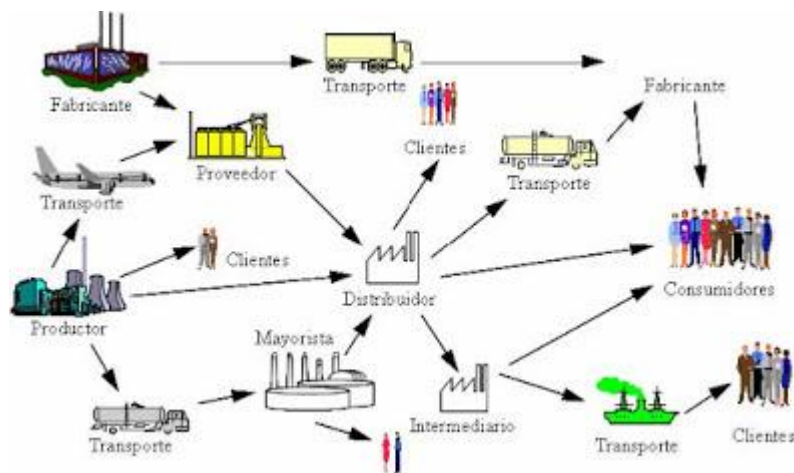 Fabricante
Transporte
Fabricante
Clientes
Proveedor
Transporte
Transporte
Clientes
Distribuidor
Consumidores
Productor
Mayorista
Transporte
Intermediario
Transporte
Clientes